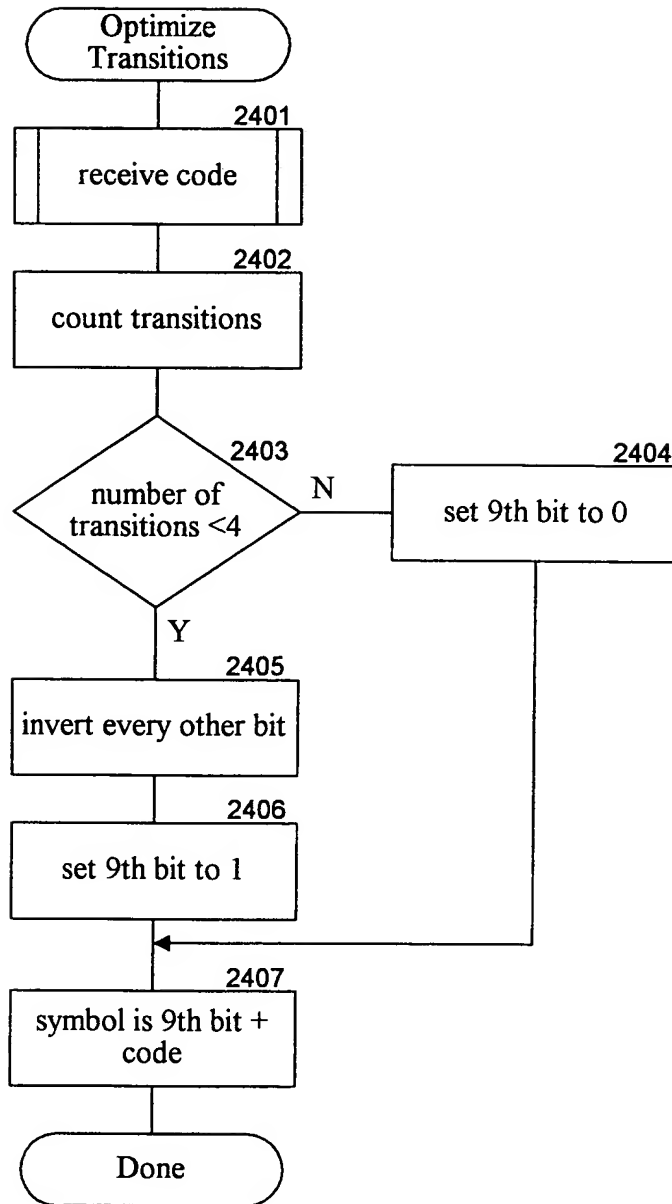 Optimize
Transitions
2401
receive code
2402
count transitions
2403
number of
transitions <4
N
2404
set 9th bit to 0
Y
2405
invert every other bit
2406
set 9th bit to 1
2407
symbol is 9th bit +
code
Done